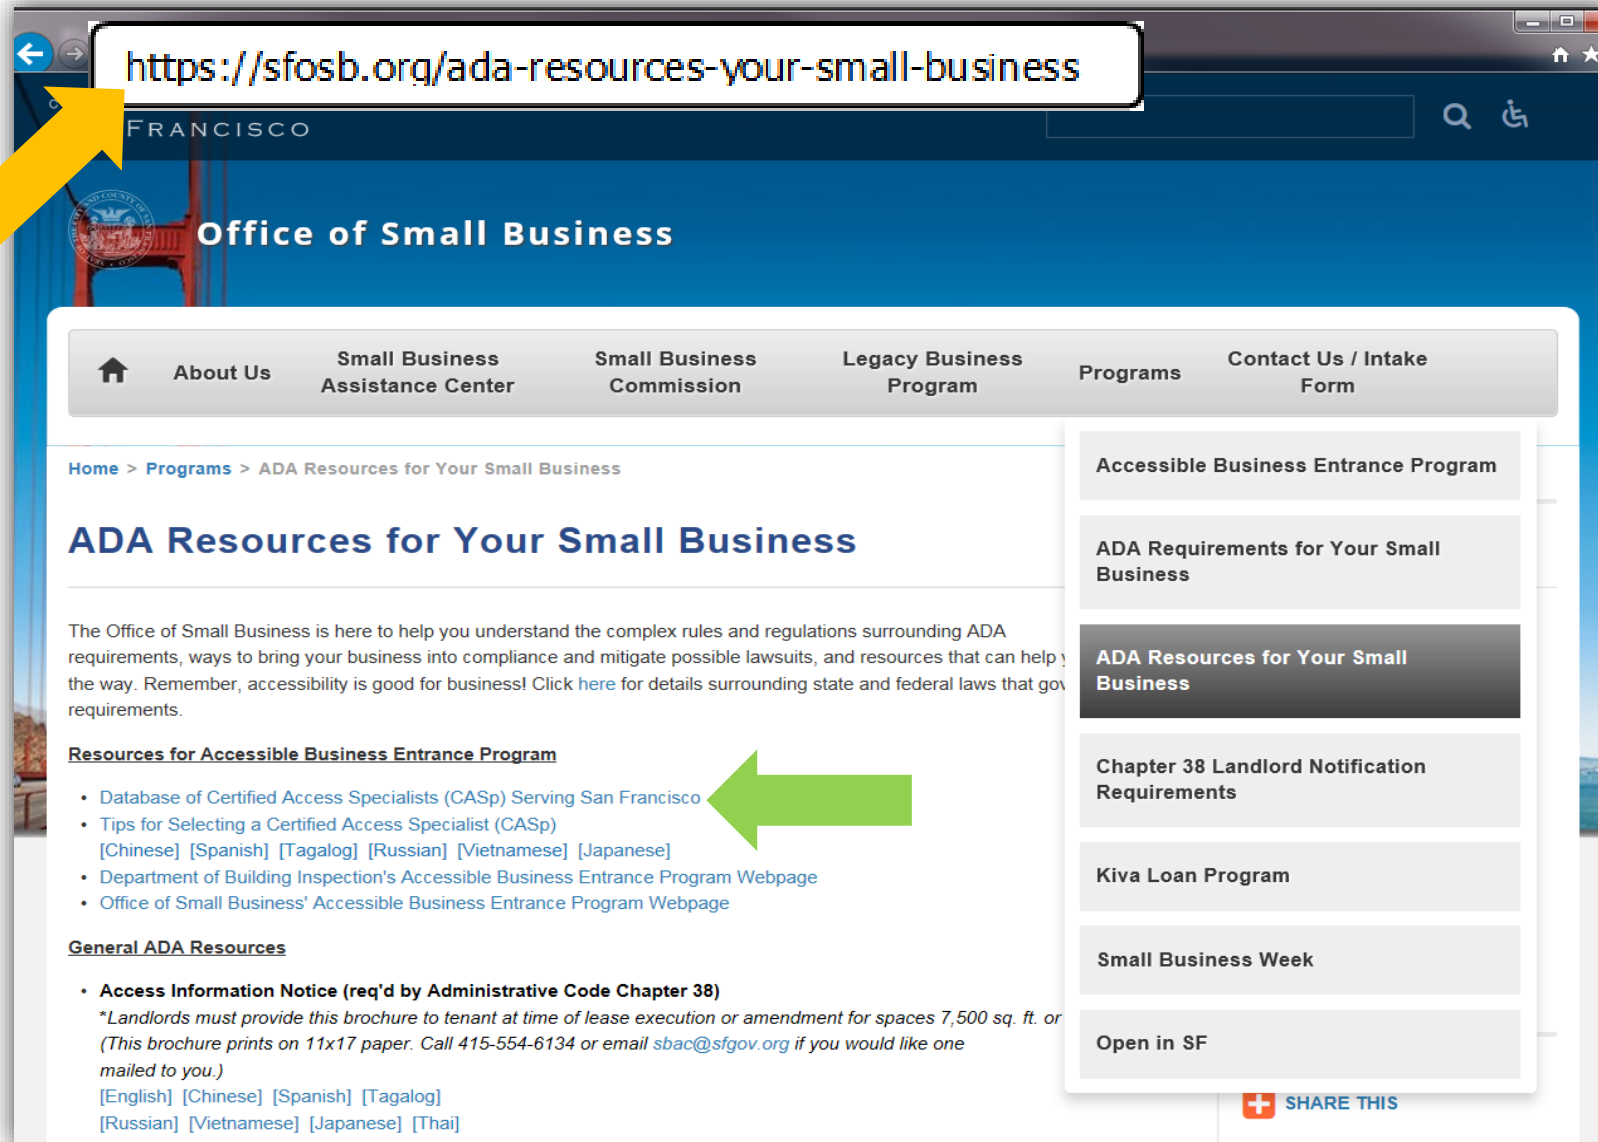 https://sfosb.org/ada-resources-your-small-business
FRANCISCO
Office of Small Business
About Us
Small Business
Assistance Center
Small Business
Commission
Legacy Business
Program
Programs
Contact Us / Intake
Form
Home > Programs > ADA Resources for Your Small Business
ADA Resources for Your Small Business
The Office of Small Business is here to help you understand the complex rules and regulations surrounding ADA
requirements, ways to bring your business into compliance and mitigate possible lawsuits, and resources that can help
the way. Remember, accessibility is good for business! Click here for details surrounding state and federal laws that gov
requirements.
Resources for Accessible Business Entrance Program
• Database of Certified Access Specialists (CASp) Serving San Francisco
• Tips for Selecting a Certified Access Specialist (CASp)
[Chinese] [Spanish] [Tagalog] [Russian] [Vietnamese] [Japanese]
• Department of Building Inspection's Accessible Business Entrance Program Webpage
• Office of Small Business' Accessible Business Entrance Program Webpage
General ADA Resources
• Access Information Notice (req'd by Administrative Code Chapter 38)
*Landlords must provide this brochure to tenant at time of lease execution or amendment for spaces 7,500 sq. ft. or
(This brochure prints on 11x17 paper. Call 415-554-6134 or email sbac@sfgov.org if you would like one
mailed to you.)
[English] [Chinese] [Spanish] [Tagalog]
[Russian] [Vietnamese] [Japanese] [Thai]
Accessible Business Entrance Program
ADA Requirements for Your Small
Business
ADA Resources for Your Small
Business
Chapter 38 Landlord Notification
Requirements
Kiva Loan Program
Small Business Week
Open in SF
SHARE THIS